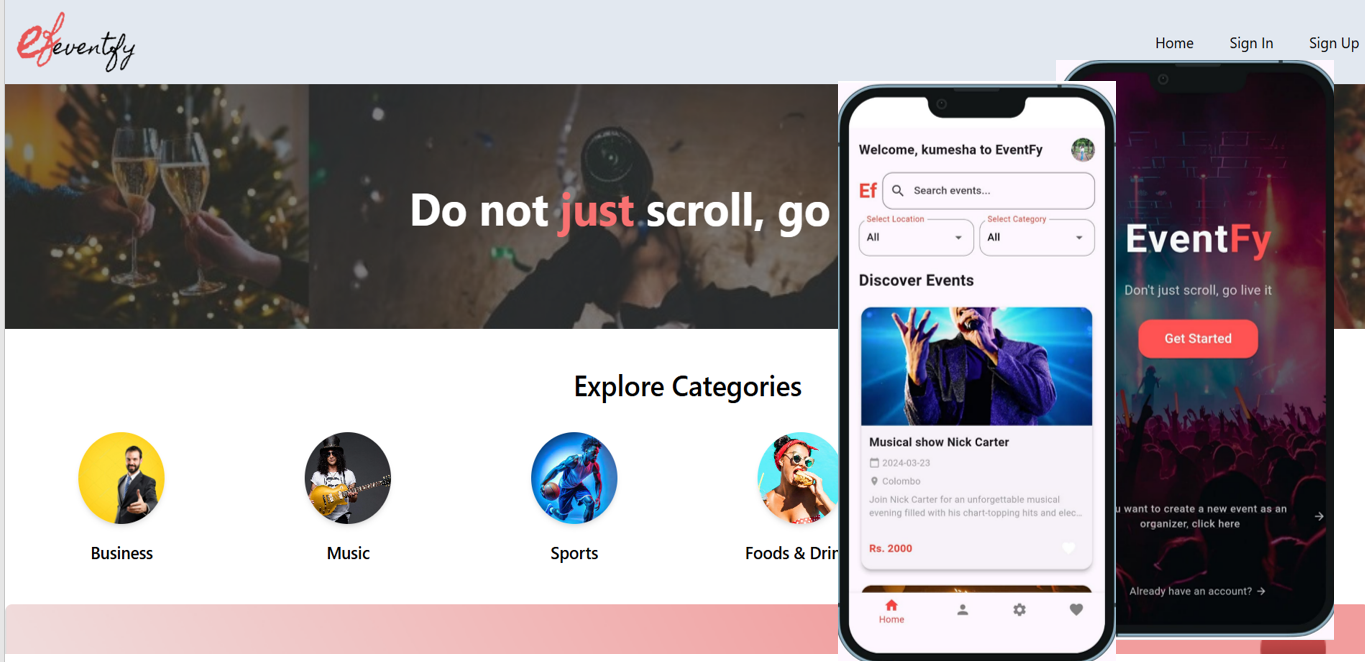 ef eventfy
Home Sign In Sign Up
Do not just scroll, go
Explore Categories
Business
Music
Sports
Foods & Drin
Welcome, kumesha to EventFy
Ef Search events...
Select Location
All
Select Category
All
Discover Events
Musical show Nick Carter
2024-03-23
Colombo
Join Nick Carter for an unforgettable musical
evening filled with his chart-topping hits and elec...
Rs. 2000
Home
EventFy
Don't just scroll, go live it
Get Started
u want to create a new event as an
organizer, click here
Already have an account?